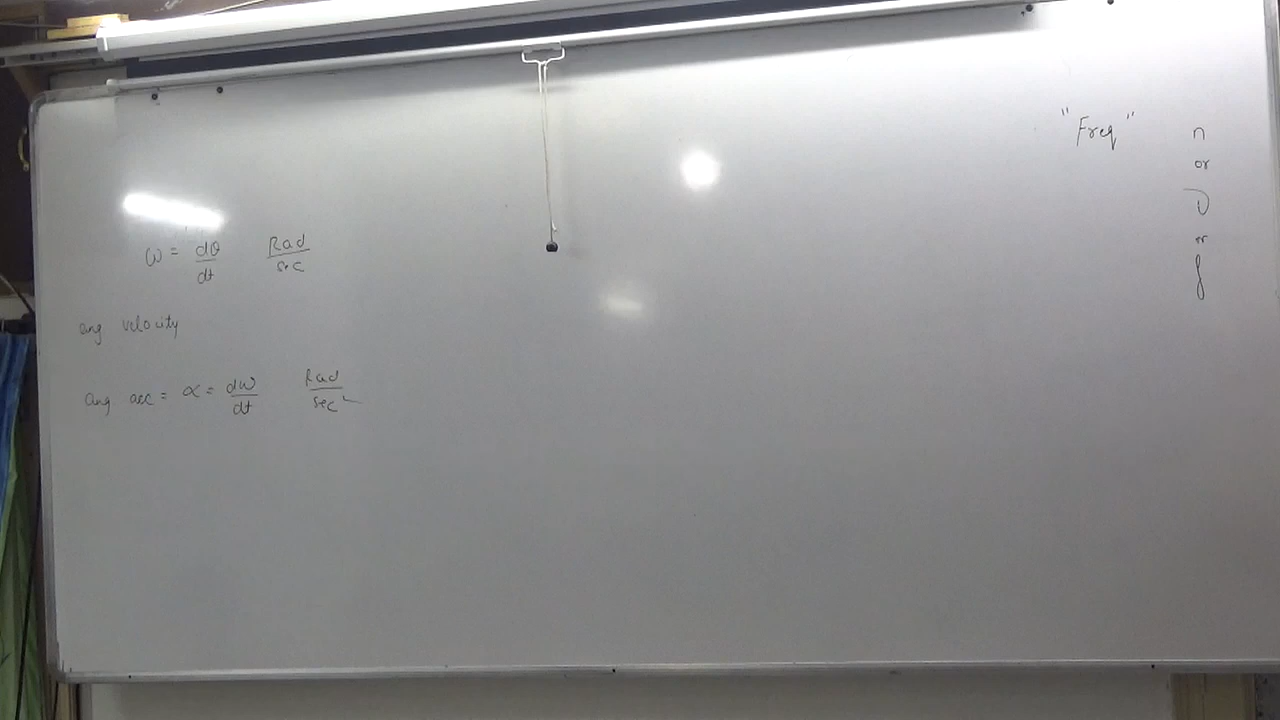 "Freq" n
or
ν
or
f
ω = dθ/dt Rad/sec
ang velocity
ang acc = α = dω/dt Rad/sec²